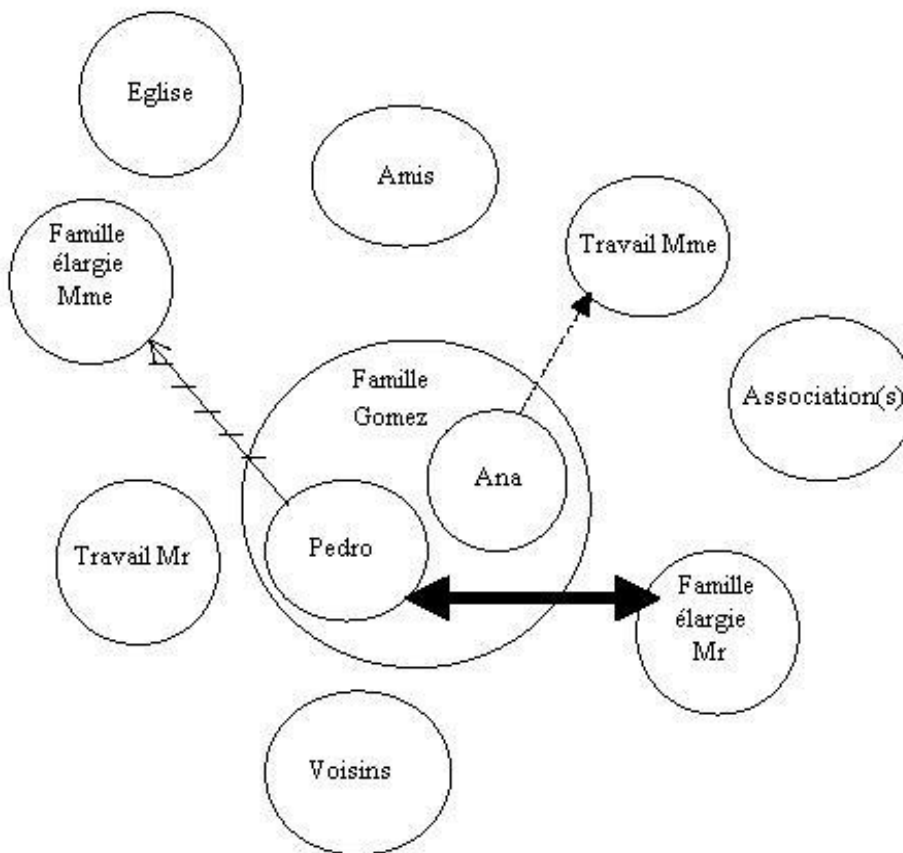 Eglise
Amis
Famille
élargie
Mme
Travail Mme
Famille
Gomez
Association(s)
Ana
Pedro
Travail Mr
Famille
élargie
Mr
Voisins